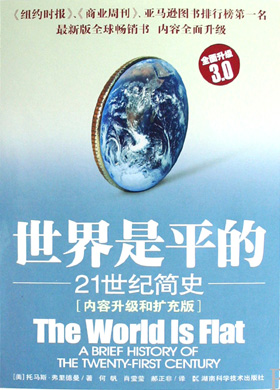 《纽约时报》、《商业周刊》、亚马逊图书排行榜第一名
最新版全球畅销书 内容全面升级
全面升级
3.0
世界是平的
21世纪简史
[内容升级和扩充版]
The World Is Flat
A BRIEF HISTORY OF
THE TWENTY-FIRST CENTURY
[美]托马斯·弗里德曼/著 何帆 肖莹莹 郝正非/译 湖南科学技术出版社